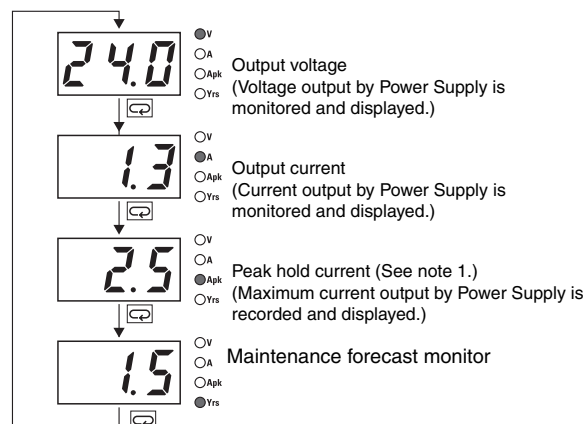 24.0
V
A
Apk
Yrs
Output voltage
(Voltage output by Power Supply is
monitored and displayed.)
1.3
V
A
Apk
Yrs
Output current
(Current output by Power Supply is
monitored and displayed.)
2.5
V
A
Apk
Yrs
Peak hold current (See note 1.)
(Maximum current output by Power Supply is
recorded and displayed.)
1.5
V
A
Apk
Yrs
Maintenance forecast monitor